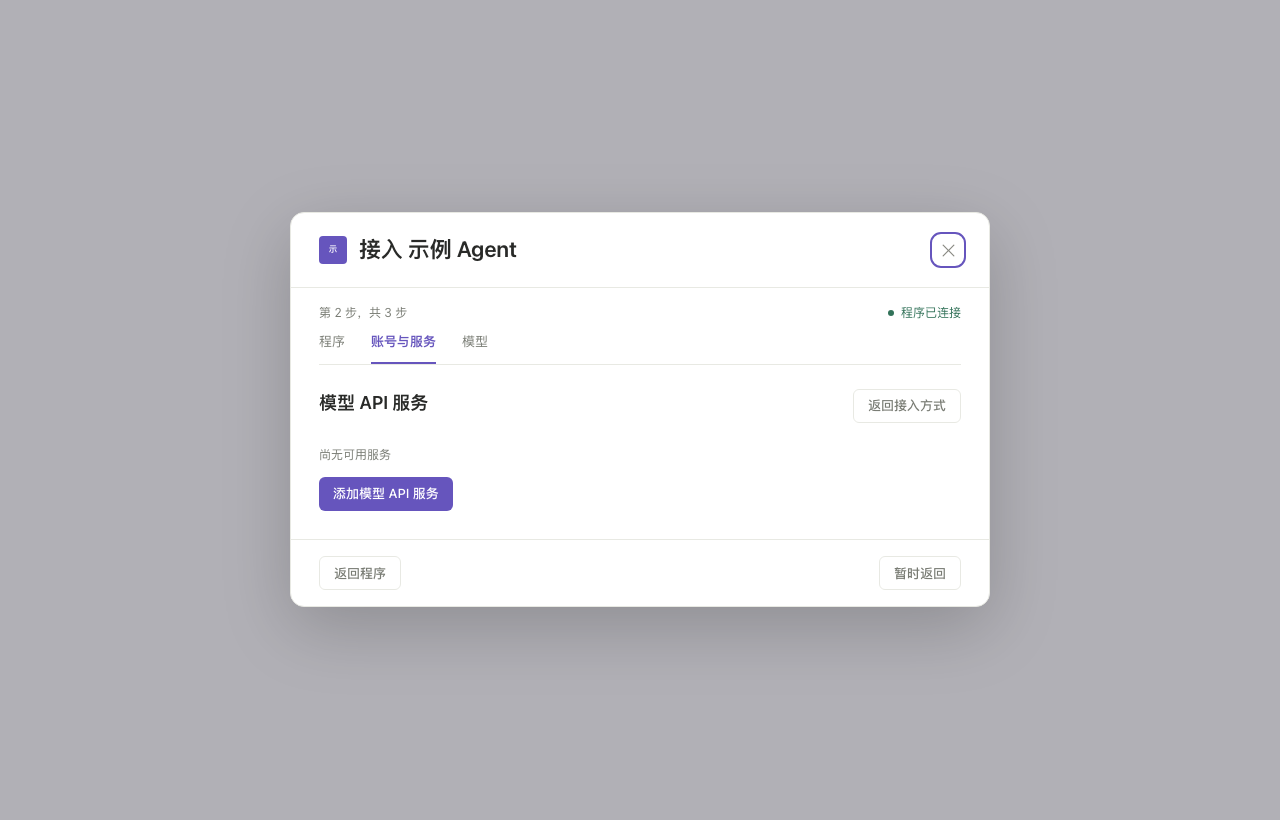 示
接入 示例 Agent
第 2 步，共 3 步
程序已连接
程序 账号与服务 模型
模型 API 服务
返回接入方式
尚无可用服务
添加模型 API 服务
返回程序
暂时返回